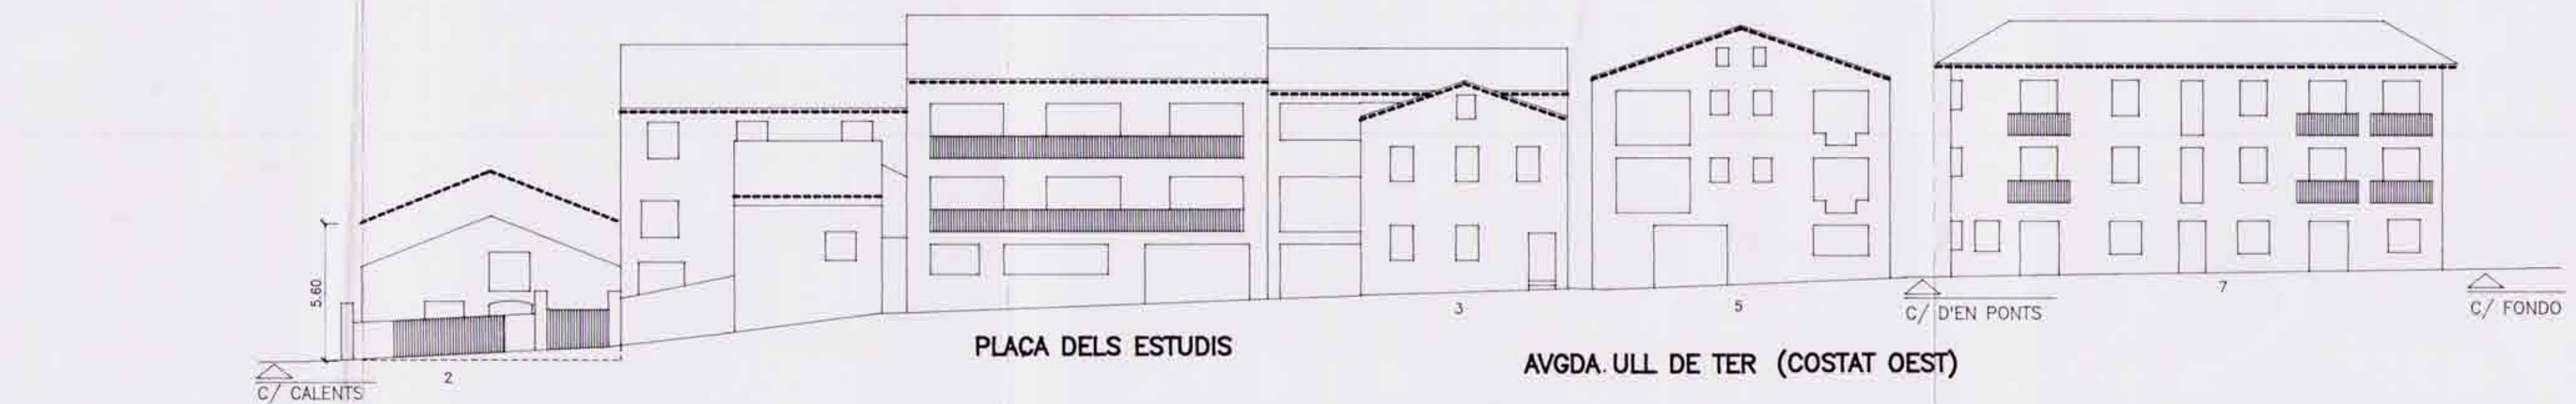 5.60
C/ CALENTS
2
PLAÇA DELS ESTUDIS
3
AVGDA. ULL DE TER (COSTAT OEST)
5
C/ D'EN PONTS
7
C/ FONDO